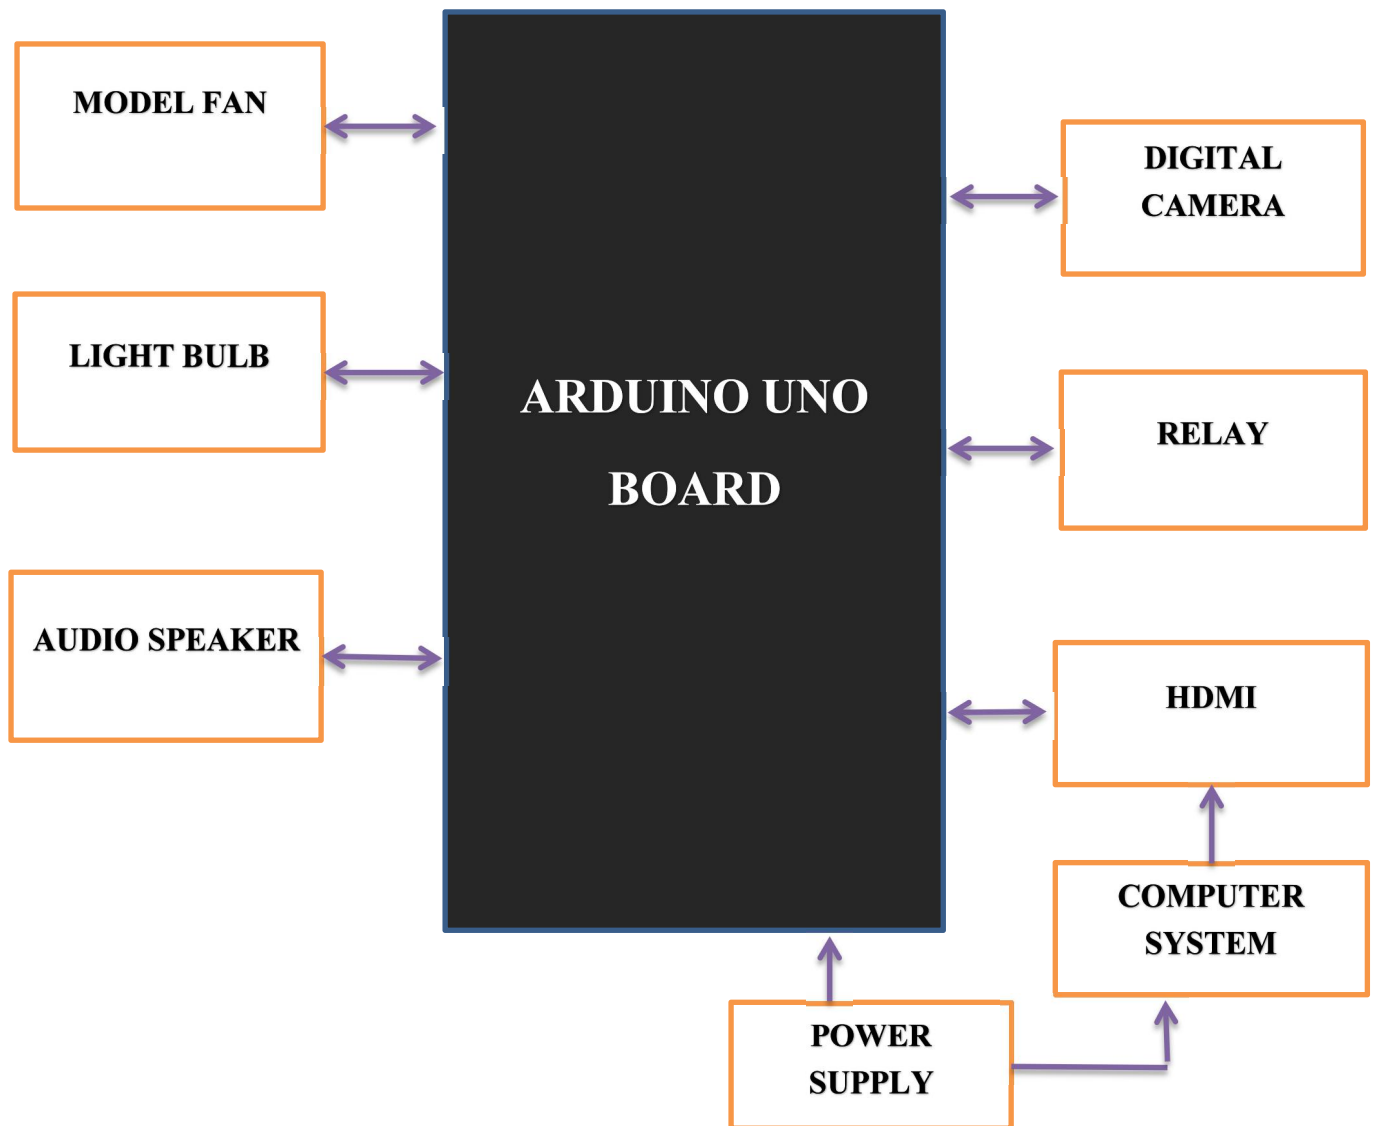 MODEL FAN
LIGHT BULB
AUDIO SPEAKER
ARDUINO UNO
BOARD
DIGITAL
CAMERA
RELAY
HDMI
COMPUTER
SYSTEM
POWER
SUPPLY